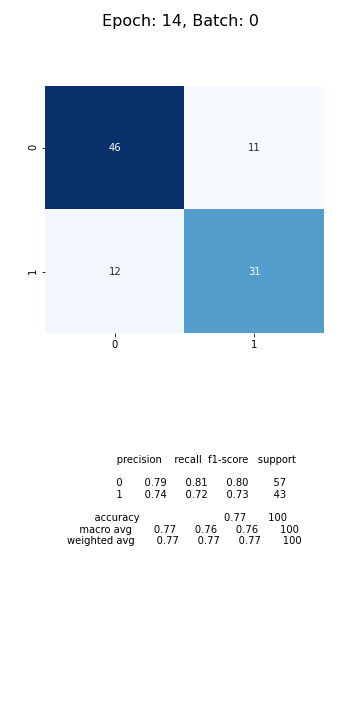 Epoch: 14, Batch: 0
0 46 11
1 12 31
0 1
precision recall f1-score support
0 0.79 0.81 0.80 57
1 0.74 0.72 0.73 43
accuracy 0.77 100
macro avg 0.77 0.76 0.76 100
weighted avg 0.77 0.77 0.77 100